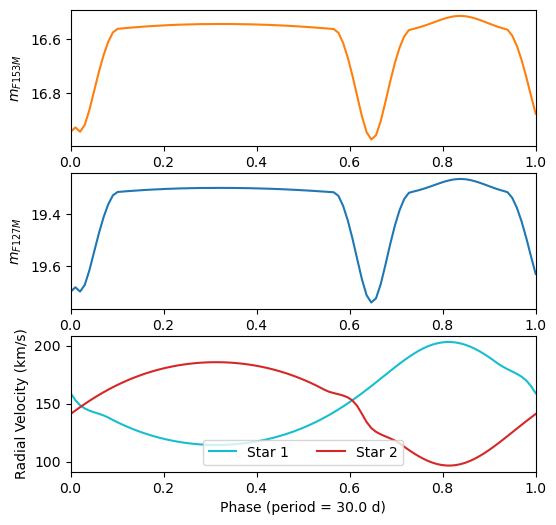 16.6
16.8
m_F153M
0.0 0.2 0.4 0.6 0.8 1.0
19.4
19.6
m_F127M
0.0 0.2 0.4 0.6 0.8 1.0
200
150
100
Radial Velocity (km/s)
Star 1 Star 2
0.0 0.2 0.4 0.6 0.8 1.0
Phase (period = 30.0 d)